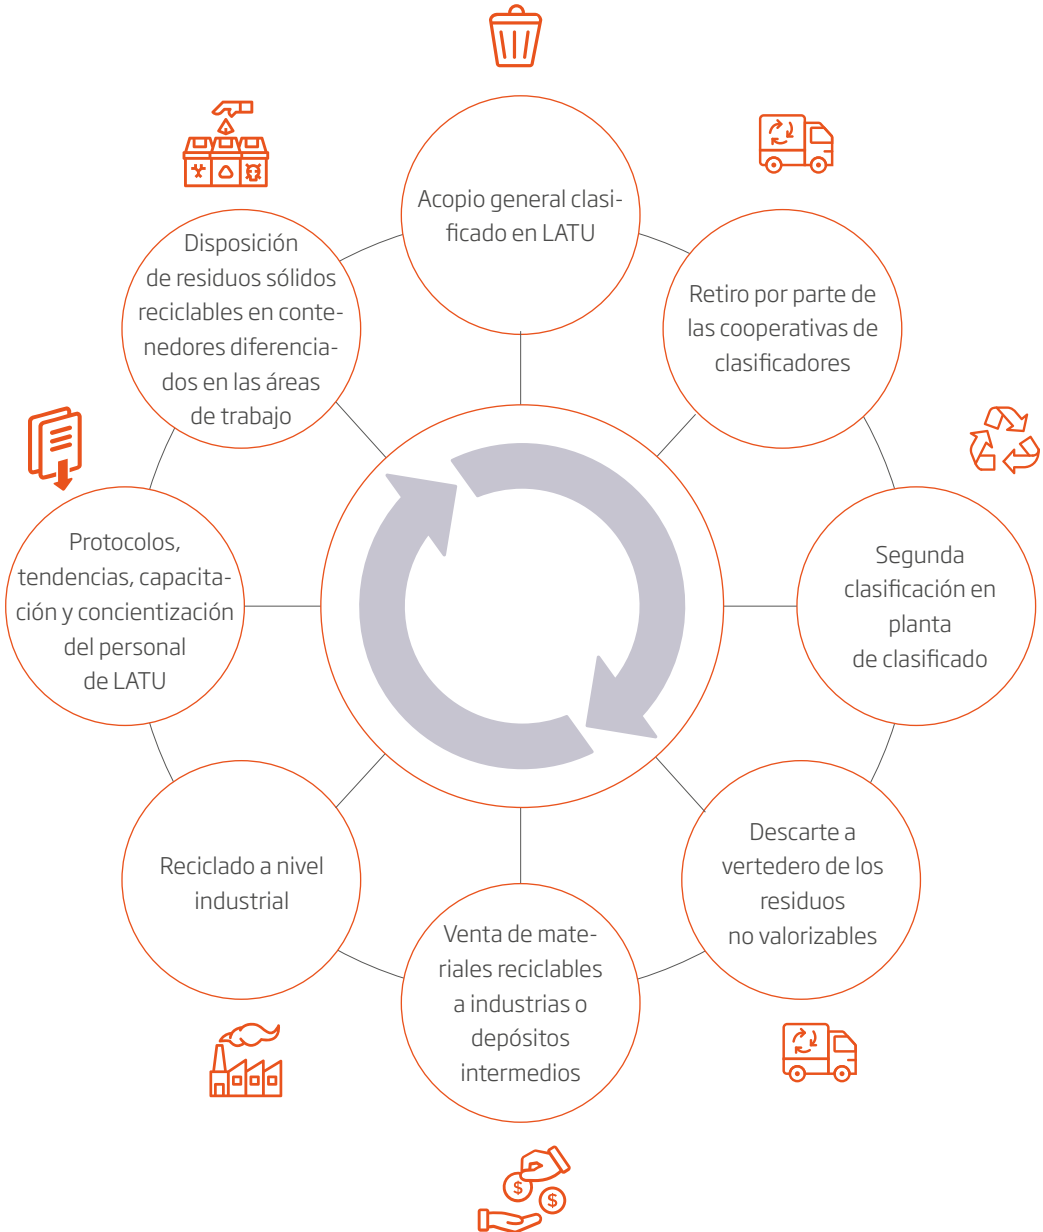 Acopio general clasi-
ficado en LATU
Retiro por parte de
las cooperativas de
clasificadores
Segunda
clasificación en
planta
de clasificado
Descarte a
vertedero de los
residuos
no valorizables
Venta de mate-
riales reciclables
a industrias o
depósitos
intermedios
$
$
Reciclado a nivel
industrial
Protocolos,
tendencias, capacita-
ción y concientización
del personal
de LATU
Disposición
de residuos sólidos
reciclables en conte-
nedores diferencia-
dos en las áreas
de trabajo